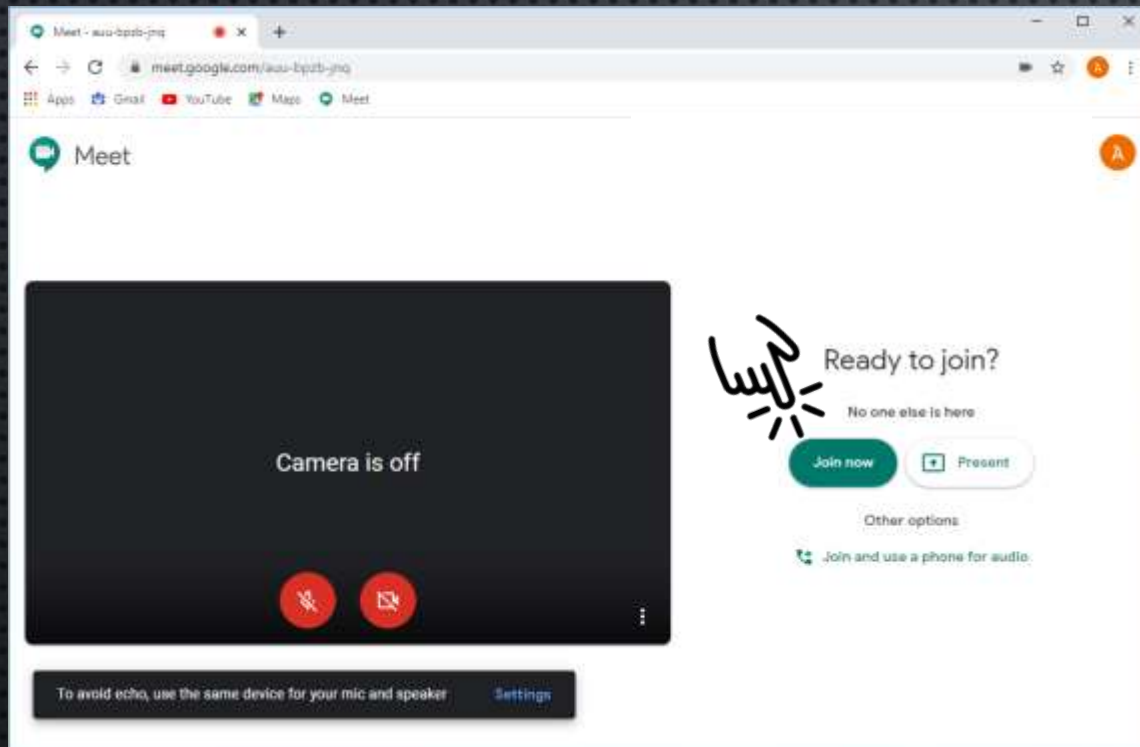 Meet - auu-bpzb-jnq
meet.google.com/auu-bpzb-jnq
A
Apps Gmail YouTube Maps Meet
Meet
A
Camera is off
Ready to join?
No one else is here
Join now
Present
Other options
Join and use a phone for audio
To avoid echo, use the same device for your mic and speaker Settings